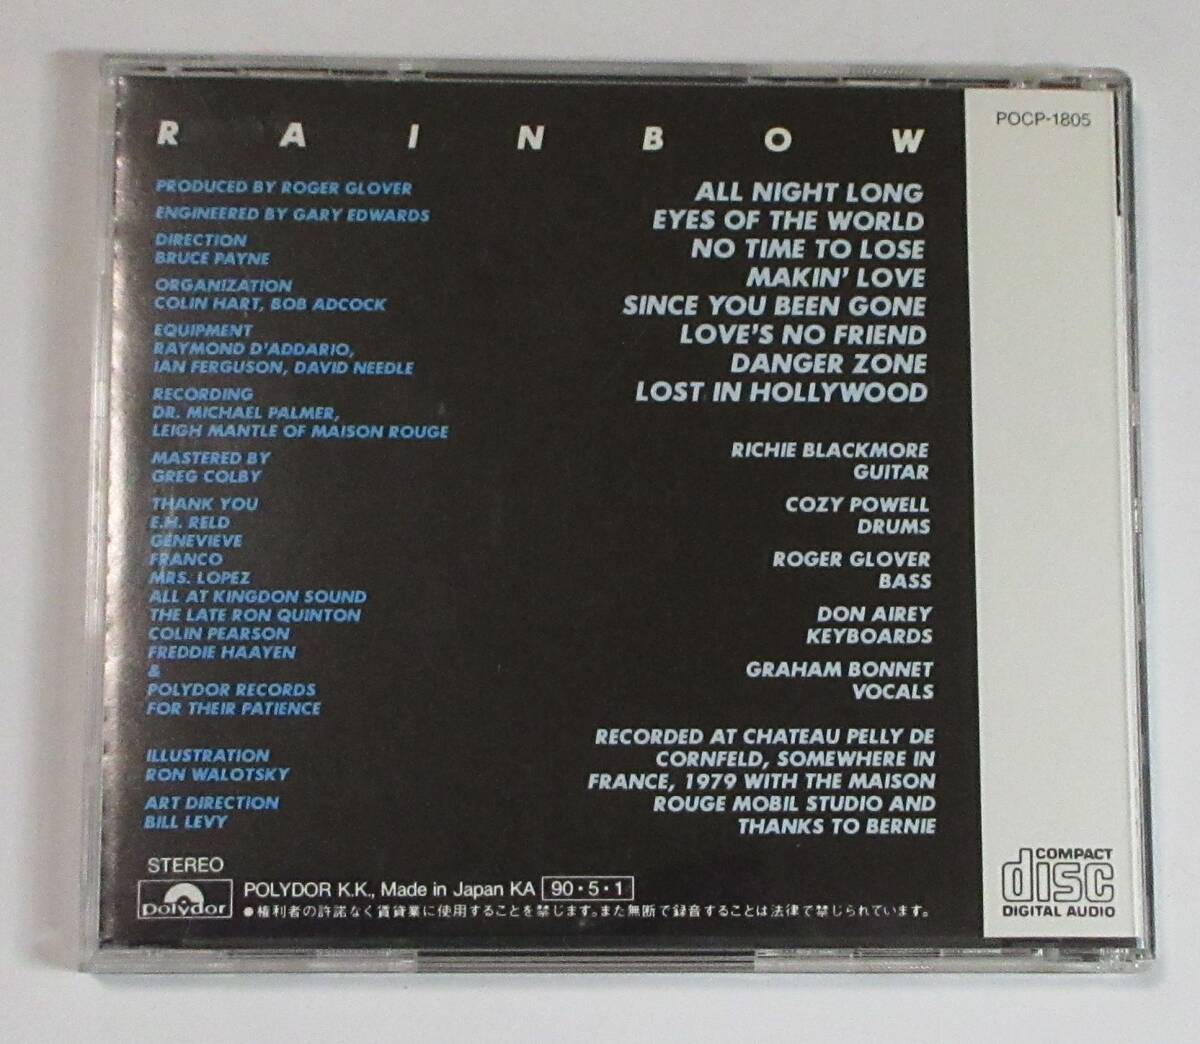 RAINBOW
PRODUCED BY ROGER GLOVER
ENGINEERED BY GARY EDWARDS
DIRECTION
BRUCE PAYNE
ORGANIZATION
COLIN HART, BOB ADCOCK
EQUIPMENT
RAYMOND D'ADDARIO,
IAN FERGUSON, DAVID NEEDLE
RECORDING
DR. MICHAEL PALMER,
LEIGH MANTLE OF MAISON ROUGE
MASTERED BY
GREG COLBY
THANK YOU
E.H. RELD
GENEVIEVE
FRANCO
MRS. LOPEZ
ALL AT KINGDON SOUND
THE LATE RON QUINTON
COLIN PEARSON
FREDDIE HAAYEN
&
POLYDOR RECORDS
FOR THEIR PATIENCE
ILLUSTRATION
RON WALOTSKY
ART DIRECTION
BILL LEVY
ALL NIGHT LONG
EYES OF THE WORLD
NO TIME TO LOSE
MAKIN' LOVE
SINCE YOU BEEN GONE
LOVE'S NO FRIEND
DANGER ZONE
LOST IN HOLLYWOOD
RICHIE BLACKMORE
GUITAR
COZY POWELL
DRUMS
ROGER GLOVER
BASS
DON AIREY
KEYBOARDS
GRAHAM BONNET
VOCALS
RECORDED AT CHATEAU PELLY DE
CORNFELD, SOMEWHERE IN
FRANCE, 1979 WITH THE MAISON
ROUGE MOBIL STUDIO AND
THANKS TO BERNIE
STEREO
polydor
POLYDOR K.K., Made in Japan KA 90・5・1
●権利者の許諾なく賃貸業に使用することを禁じます。また無断で録音することは法律で禁じられています。
POCP-1805
COMPACT
disc
DIGITAL AUDIO